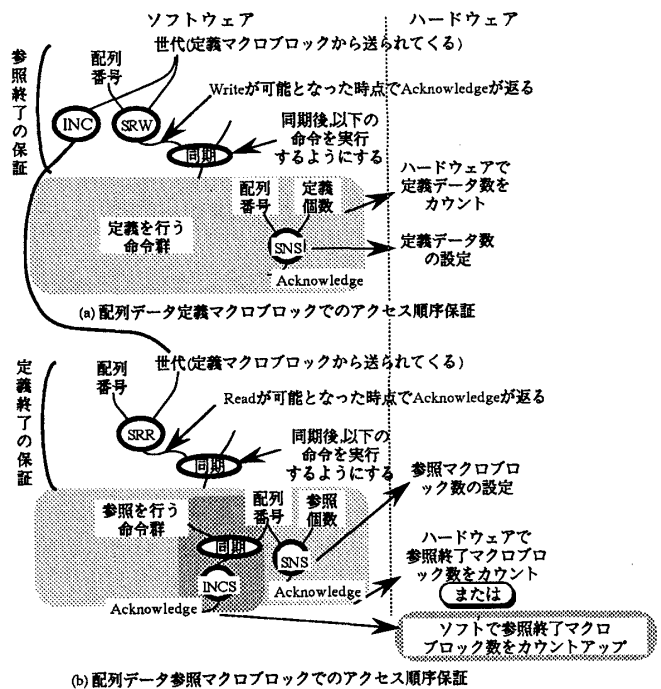 ソフトウェア
ハードウェア
参照終了の保証
世代(定義マクロブロックから送られてくる)
配列
番号
Writeが可能となった時点でAcknowledgeが返る
INC
SRW
同期
同期後,以下の
命令を実行
するようにする
配列
番号
定義
個数
ハードウェアで
定義データ数を
カウント
定義を行う
命令群
SNS
定義データ数
の設定
Acknowledge
(a) 配列データ定義マクロブロックでのアクセス順序保証
定義終了の保証
世代(定義マクロブロックから送られてくる)
配列
番号
Readが可能となった時点でAcknowledgeが返る
SRR
同期
同期後,以下の
命令を実行
するようにする
参照マクロブロ
ック数の設定
参照を行う
命令群
配列
番号
参照
個数
同期
SNS
INCS
Acknowledge
Acknowledge
ハードウェアで
参照終了マクロブロ
ック数をカウント
または
ソフトで参照終了マクロ
ブロック数をカウントアップ
(b) 配列データ参照マクロブロックでのアクセス順序保証